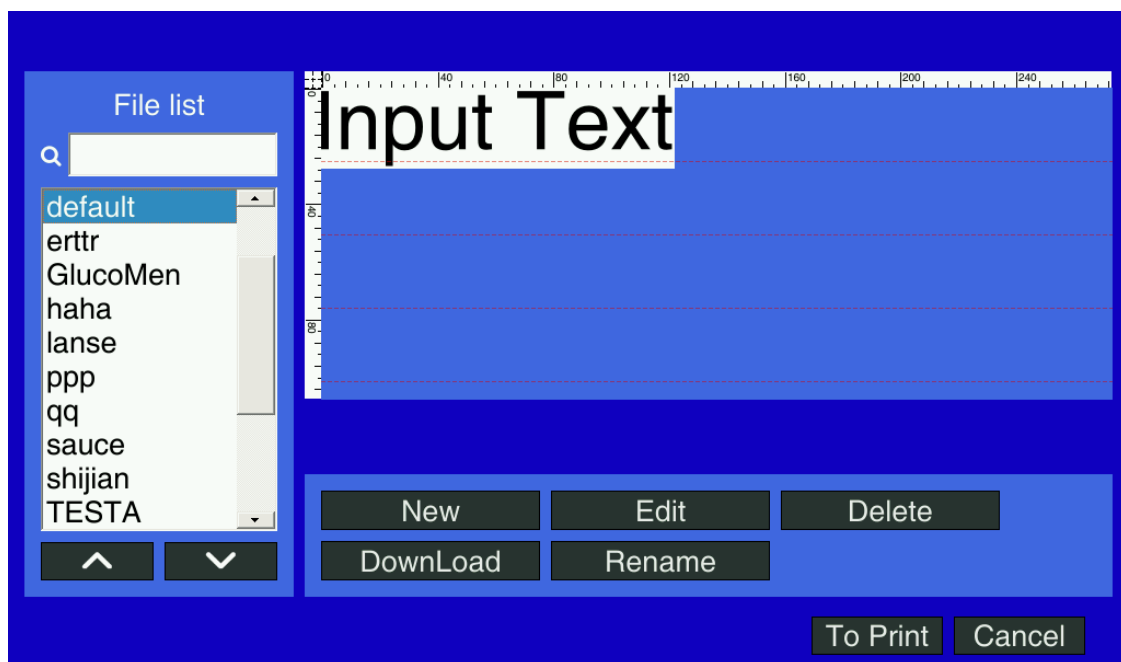 File list
default
erttr
GlucoMen
haha
lanse
ppp
qq
sauce
shijian
TESTA
0 40 80 120 160 200 240
0
40
80
Input Text
New Edit Delete
DownLoad Rename
To Print Cancel